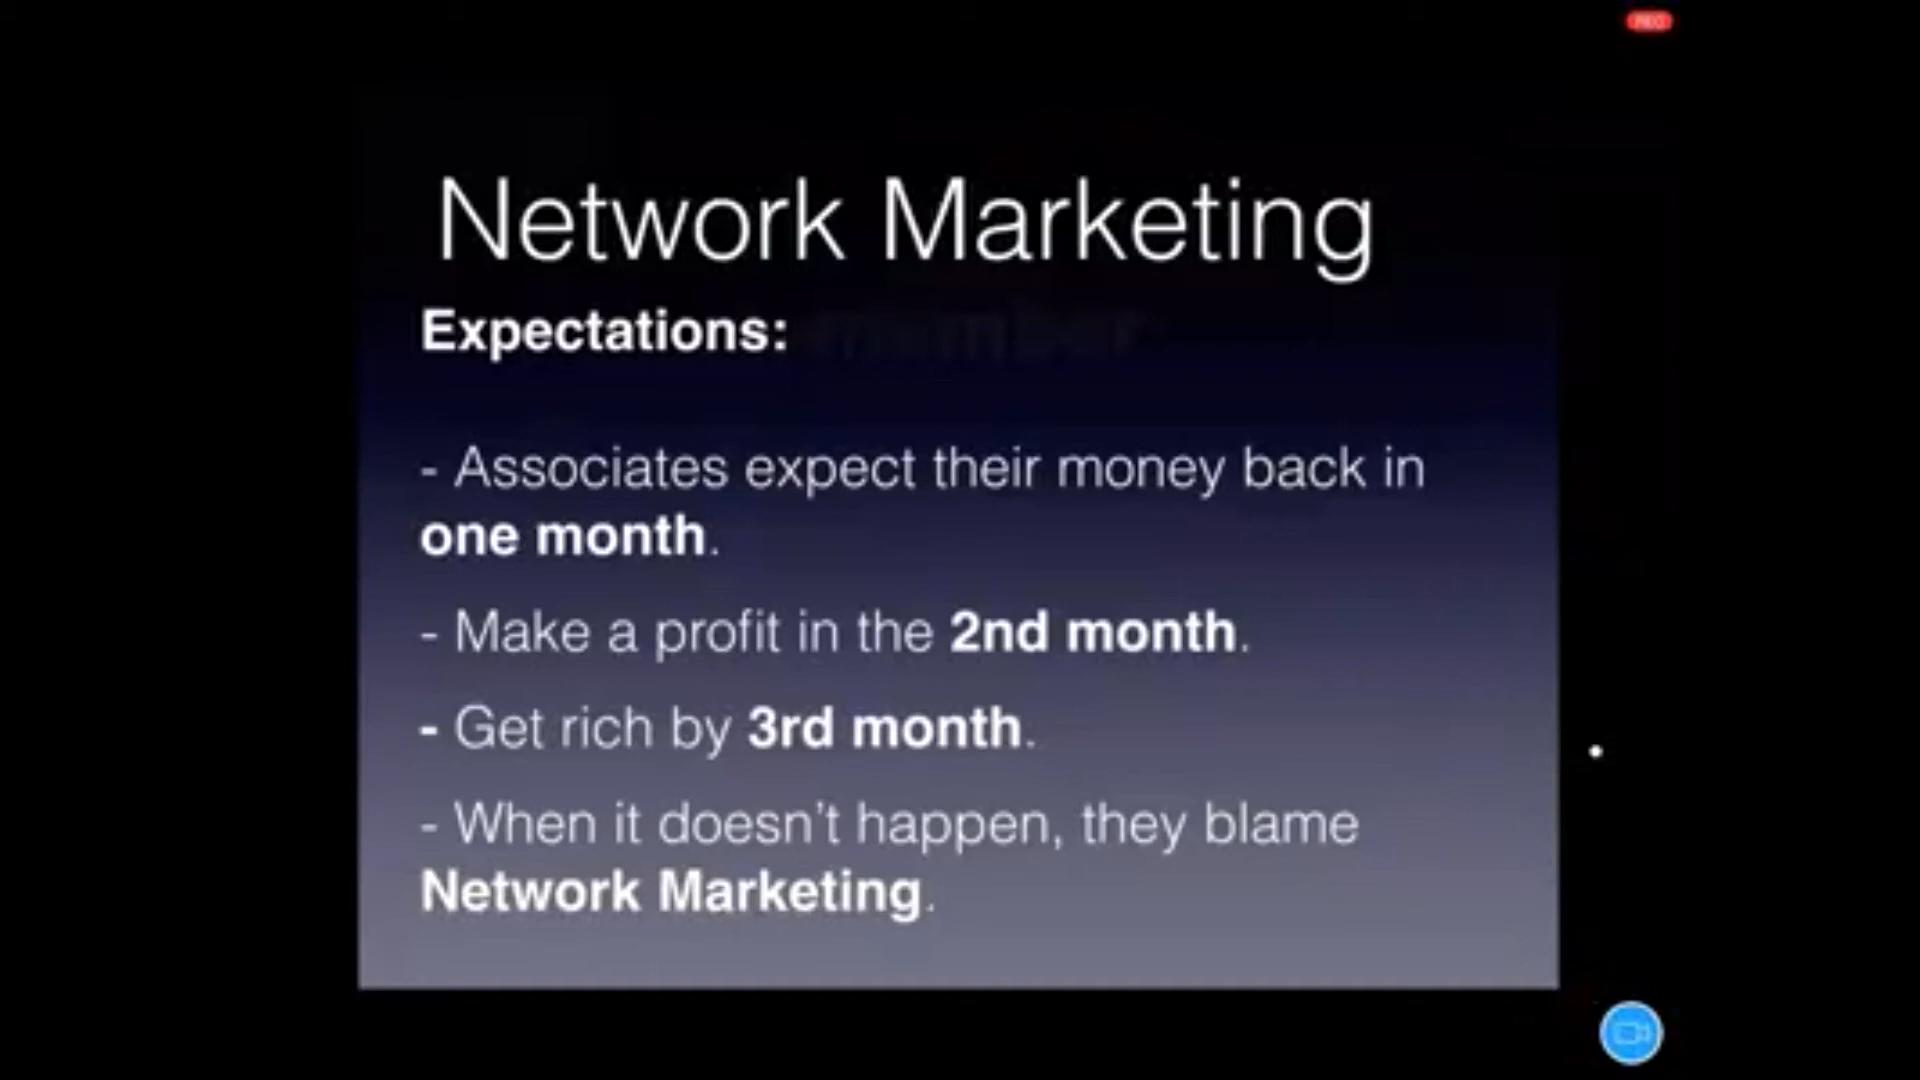 REC
Network Marketing
Expectations:
- Associates expect their money back in
one month.
- Make a profit in the 2nd month.
- Get rich by 3rd month.
- When it doesn't happen, they blame
Network Marketing.